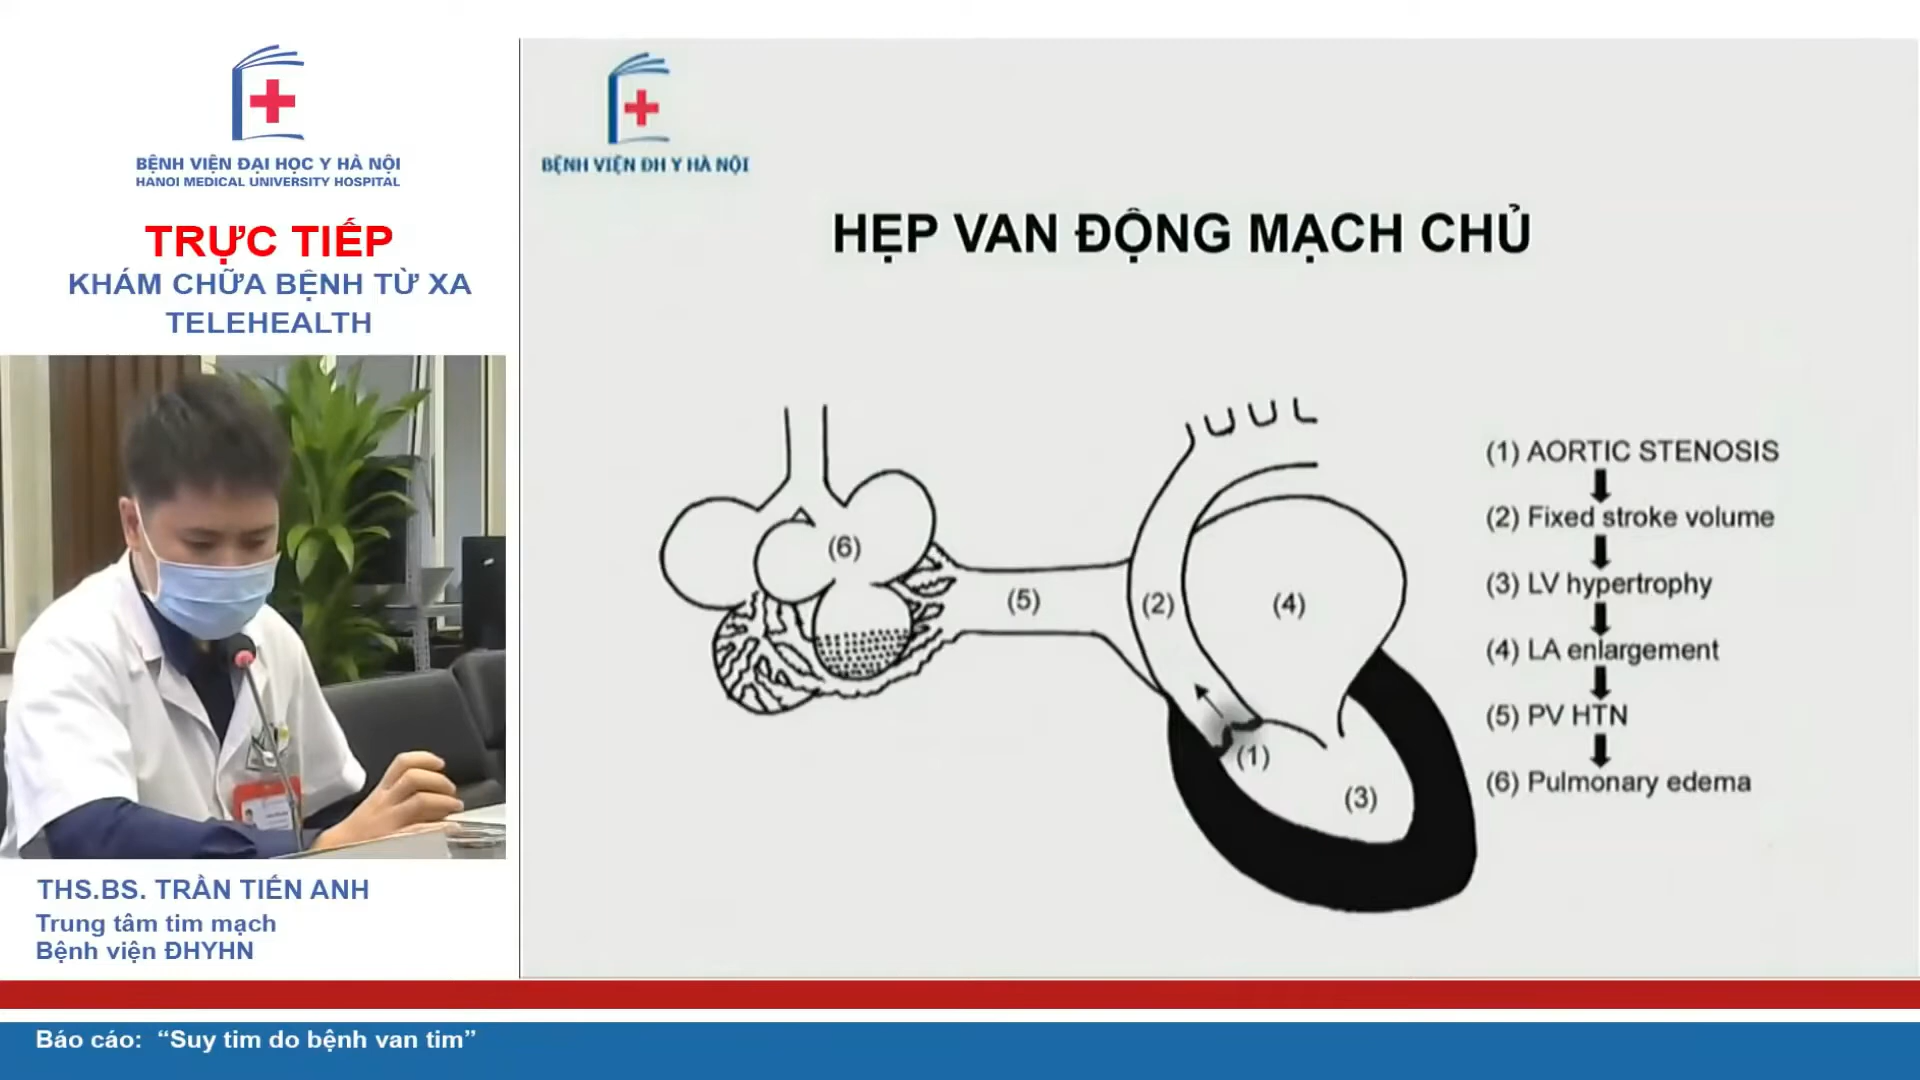 BỆNH VIỆN ĐẠI HỌC Y HÀ NỘI
HANOI MEDICAL UNIVERSITY HOSPITAL
TRỰC TIẾP
KHÁM CHỮA BỆNH TỪ XA
TELEHEALTH
THS.BS. TRẦN TIẾN ANH
Trung tâm tim mạch
Bệnh viện ĐHYHN
BỆNH VIỆN ĐH Y HÀ NỘI
HẸP VAN ĐỘNG MẠCH CHỦ
(6)
(5)
(2)
(4)
(1)
(3)
(1) AORTIC STENOSIS
(2) Fixed stroke volume
(3) LV hypertrophy
(4) LA enlargement
(5) PV HTN
(6) Pulmonary edema
Báo cáo: “Suy tim do bệnh van tim”